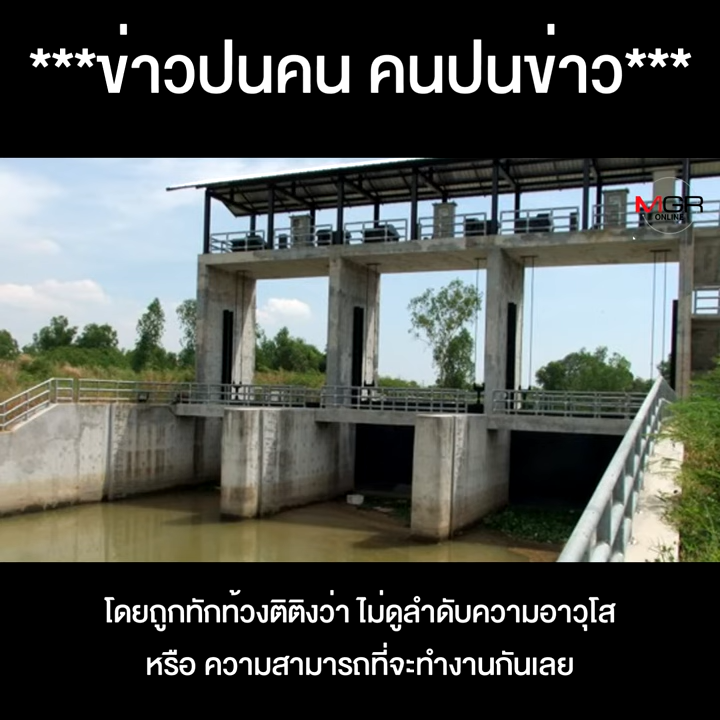 ***ข่าวปนคน คนปนข่าว***
MGR
ONLINE
โดยถูกทักท้วงติติงว่า ไม่ดูลำดับความอาวุโส
หรือ ความสามารถที่จะทำงานกันเลย